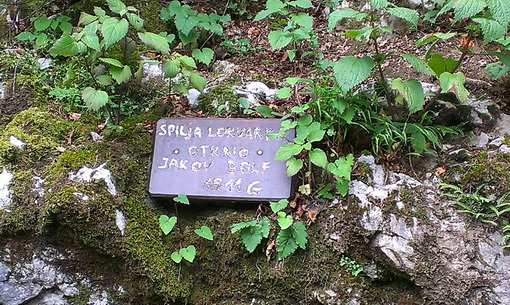 SPILJA LOKVARKA
OTKRIO
JAKOV DOLF
1911 G